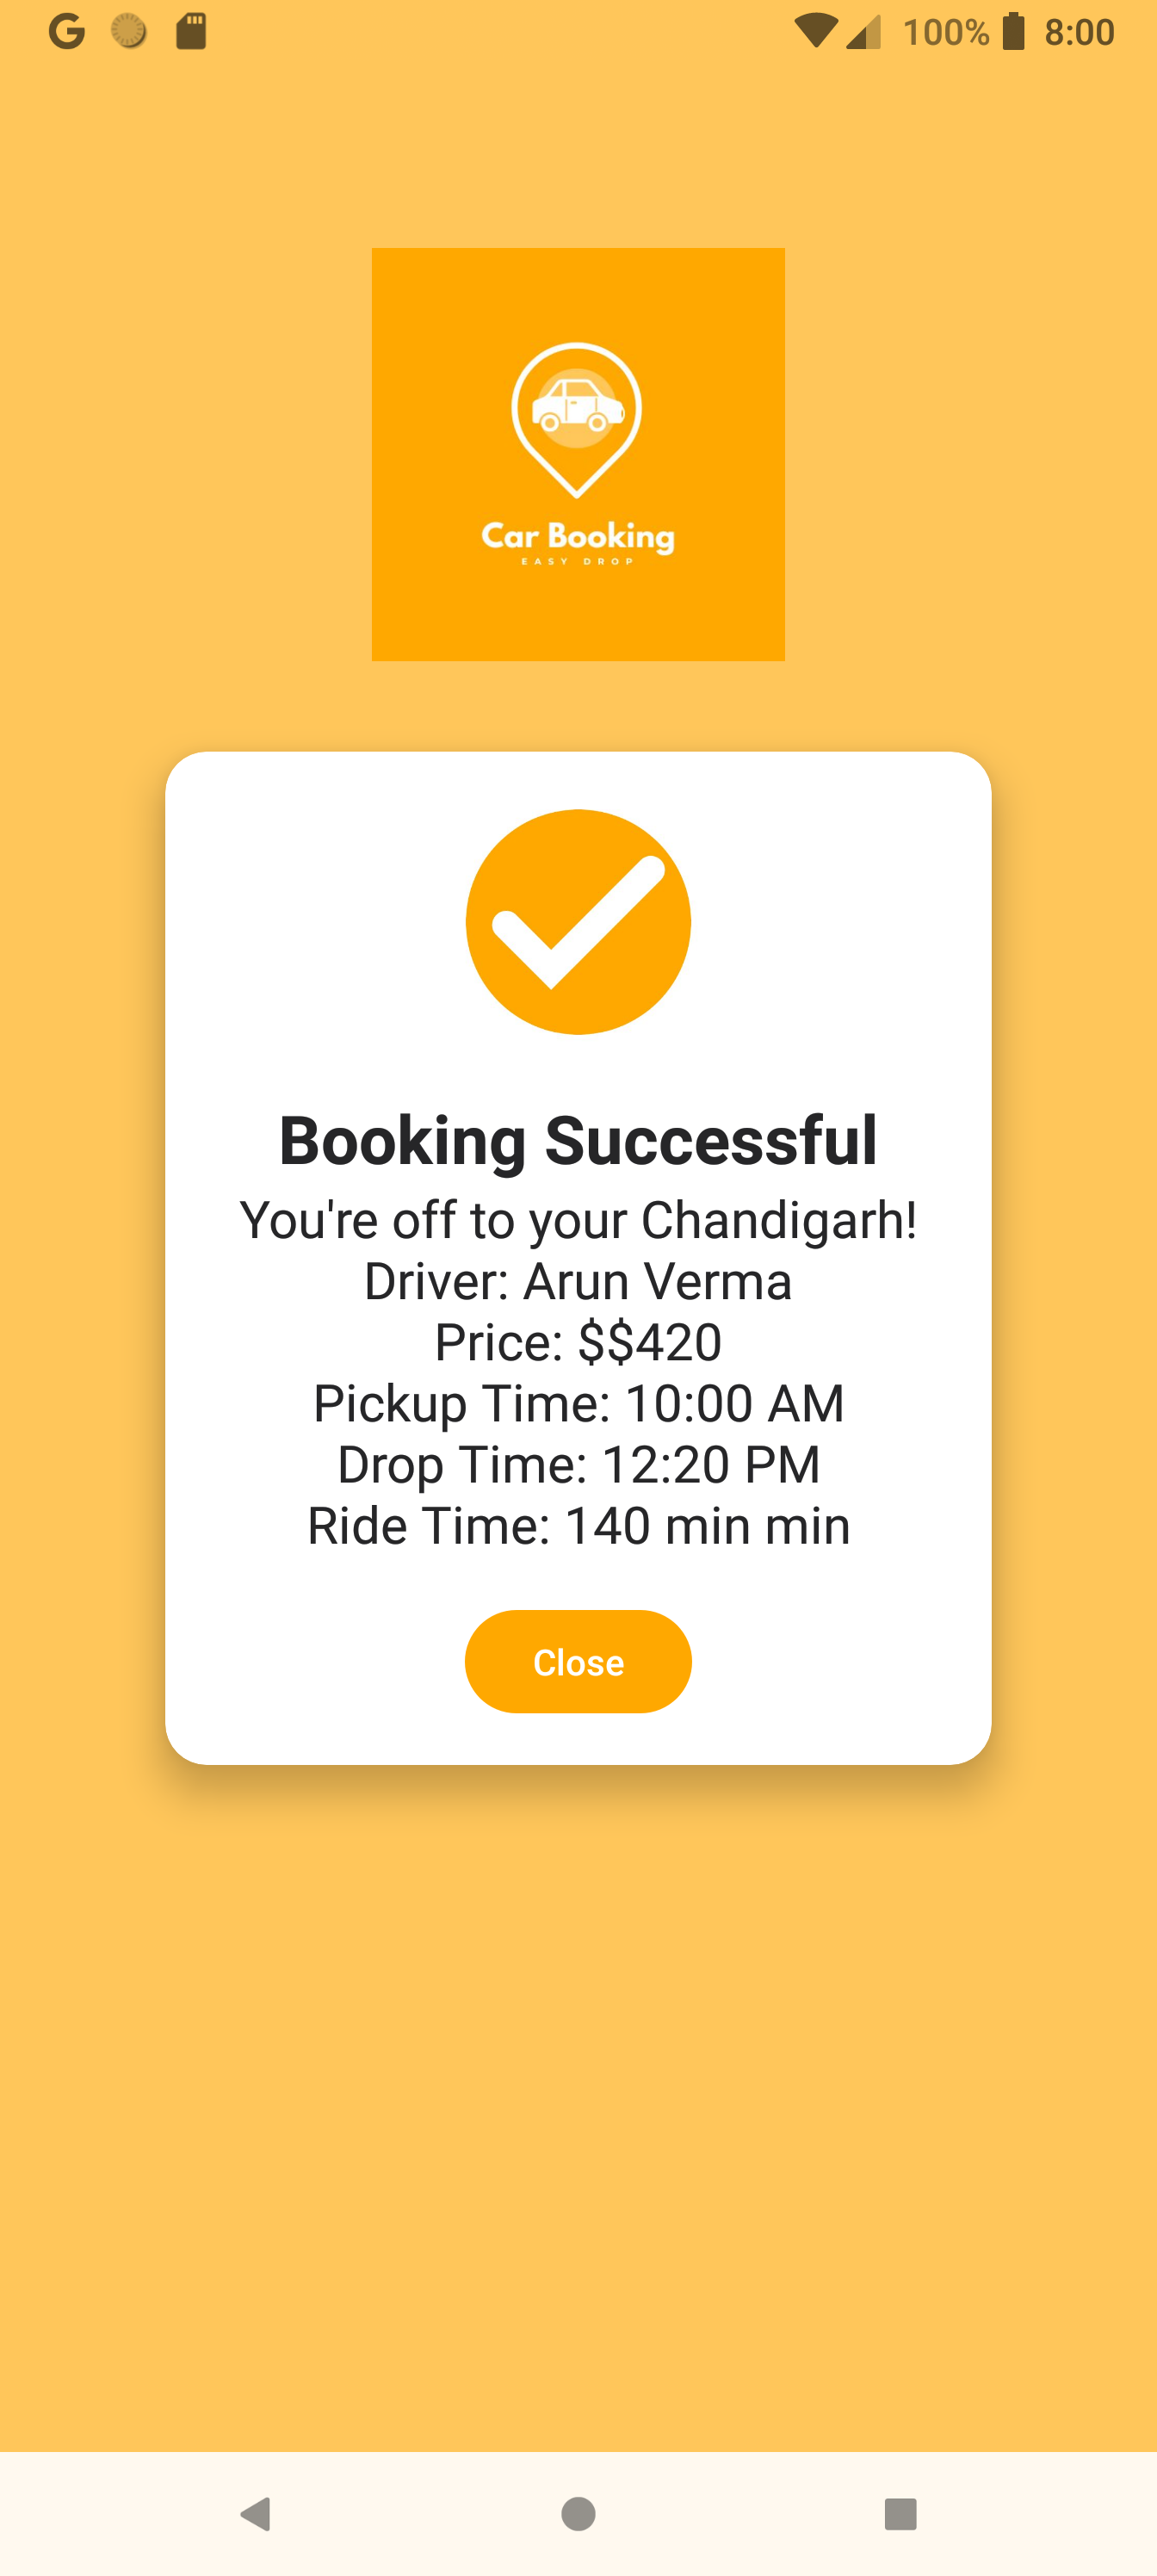 100% 8:00
Car Booking
EASY DROP
Booking Successful
You're off to your Chandigarh!
Driver: Arun Verma
Price: $$420
Pickup Time: 10:00 AM
Drop Time: 12:20 PM
Ride Time: 140 min min
Close